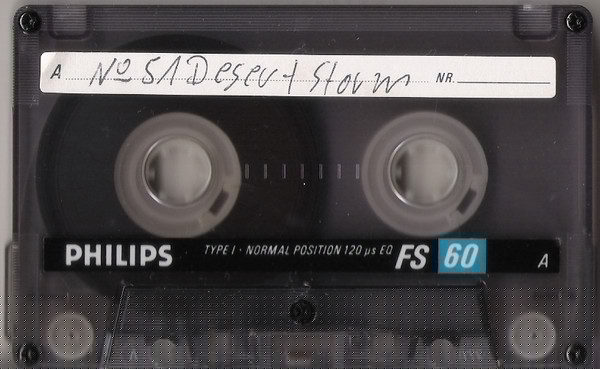 A Nº 51 Desert Storm NR.
PHILIPS TYPE I · NORMAL POSITION 120 µs EQ FS 60 A